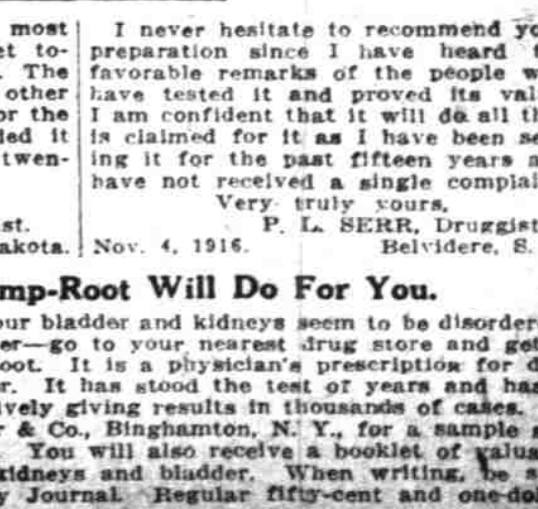 most
et to-
. The
other
or the
led it
twen-
st.
akota.
I never hesitate to recommend yo
preparation since I have heard t
favorable remarks of the people w
have tested it and proved its val
I am confident that it will do all th
is claimed for it as I have been se
ing it for the past fifteen years a
have not received a single complai
Very truly yours,
P. L. SERR, Druggist
Nov. 4, 1916. Belvidere, S.
mp-Root Will Do For You.
our bladder and kidneys seem to be disordere
er—go to your nearest drug store and get
oot. It is a physician's prescription for d
r. It has stood the test of years and has
ively giving results in thousands of cases.
r & Co., Binghamton, N. Y., for a sample s
You will also receive a booklet of valua
kidneys and bladder. When writing, be s
y Journal. Regular fifty-cent and one-dol